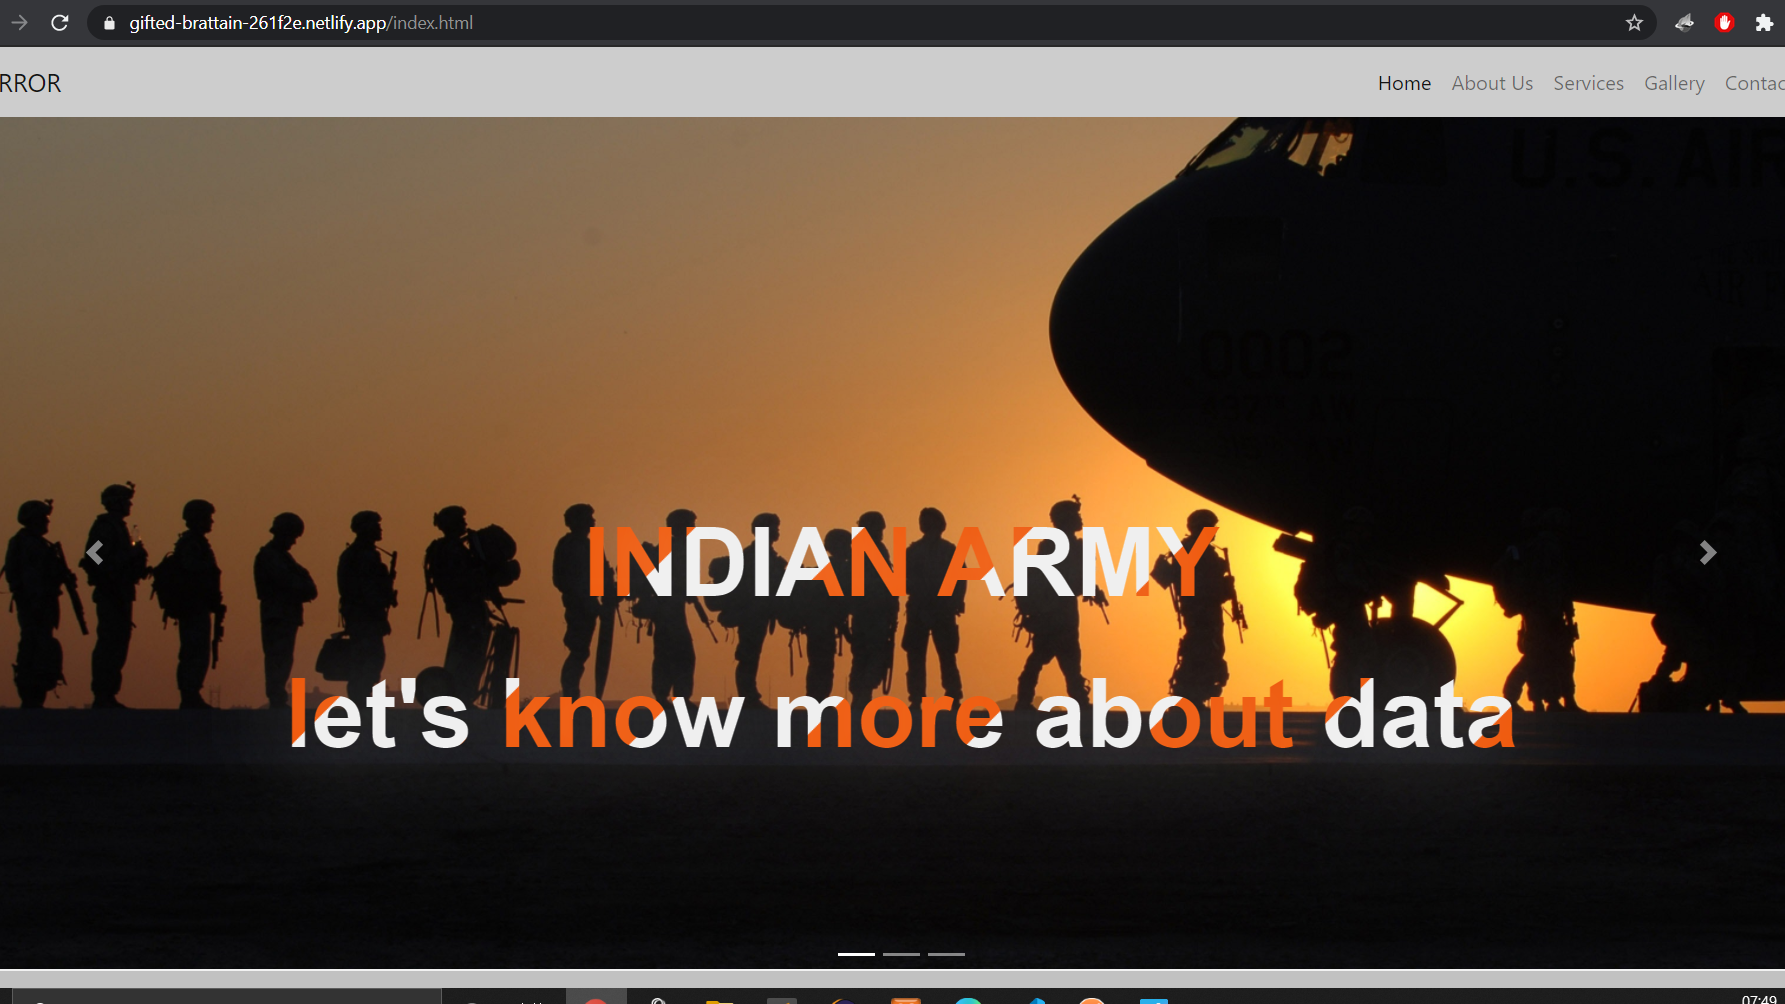 gifted-brattain-261f2e.netlify.app/index.html
RROR
Home About Us Services Gallery Contac
U.S. AIR
0002
INDIAN ARMY
let's know more about data
07:49